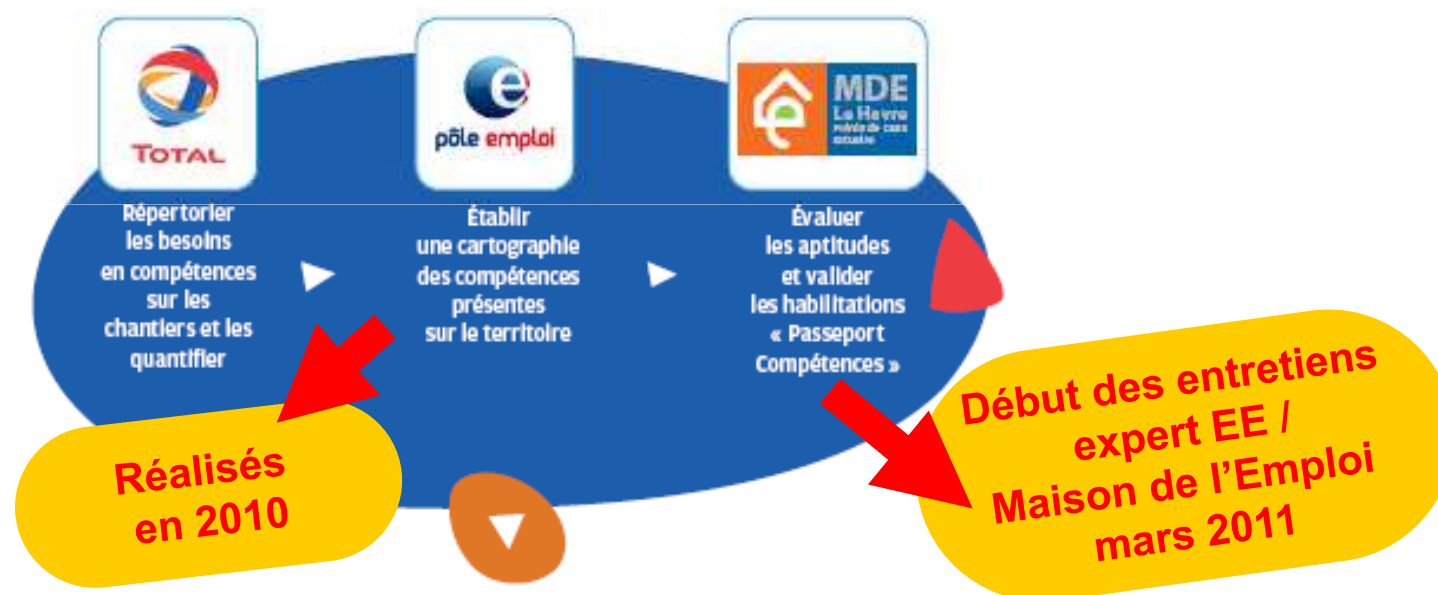 TOTAL
Répertorier
les besoins
en compétences
sur les
chantiers et les
quantifier
pôle emploi
Établir
une cartographie
des compétences
présentes
sur le territoire
MDE
Le Havre
estuaire
Évaluer
les aptitudes
et valider
les habilitations
« Passeport
Compétences »
Réalisés
en 2010
Début des entretiens
expert EE /
Maison de l'Emploi
mars 2011